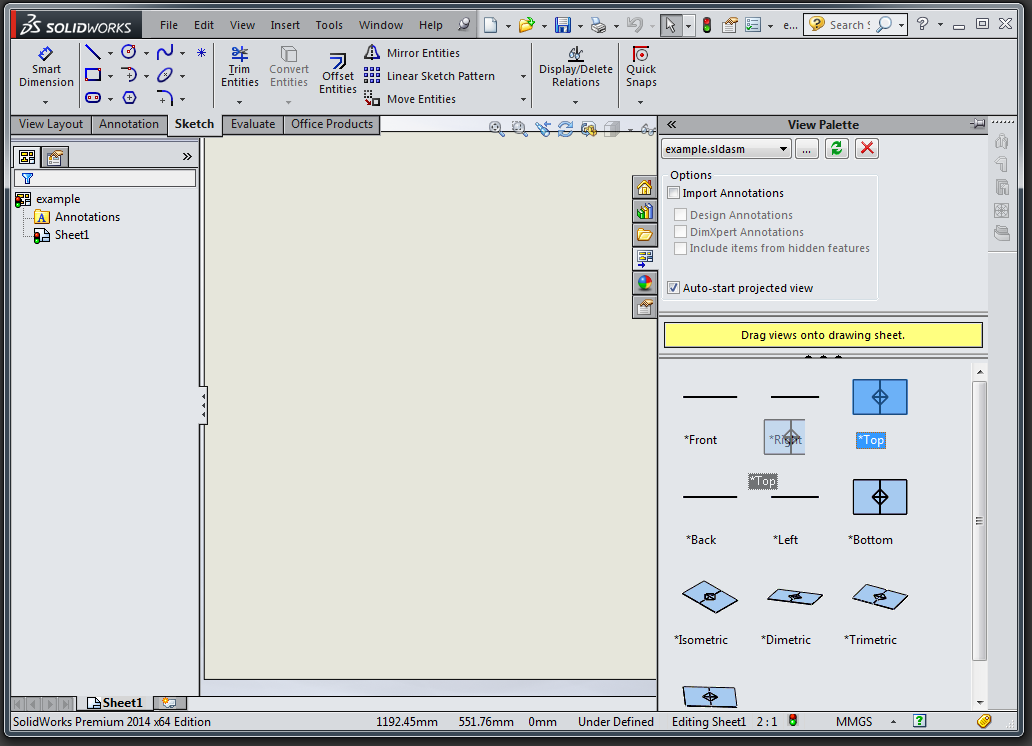 SOLIDWORKS File Edit View Insert Tools Window Help e... Search
Smart Dimension
Trim Entities
Convert Entities
Offset Entities
Mirror Entities
Linear Sketch Pattern
Move Entities
Display/Delete Relations
Quick Snaps
View Layout Annotation Sketch Evaluate Office Products
View Palette
example.sldasm ...
Options
Import Annotations
Design Annotations
DimXpert Annotations
Include items from hidden features
Auto-start projected view
Drag views onto drawing sheet.
example
A Annotations
Sheet1
*Front *Right *Top
*Top
*Back *Left *Bottom
*Isometric *Dimetric *Trimetric
Sheet1
SolidWorks Premium 2014 x64 Edition 1192.45mm 551.76mm 0mm Under Defined Editing Sheet1 2 : 1 MMGS ?